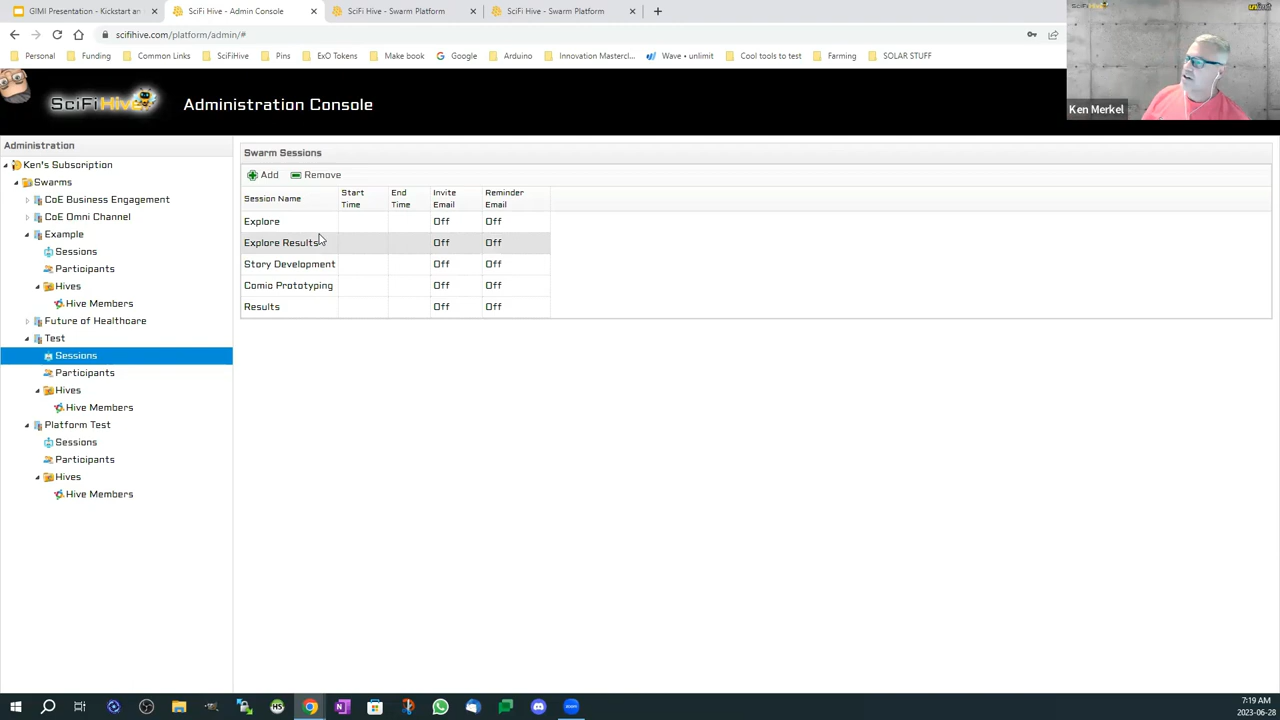 GIMI Presentation - Kickstart an
SciFi Hive - Admin Console
SciFi Hive - Swarm Platform
SciFi Hive - Swarm Platform
scifihive.com/platform/admin/#
Personal
Funding
Common Links
SciFiHive
Pins
ExO Tokens
Make book
Google
Arduino
Innovation Mastercl...
Wave • unlimit
Cool tools to test
Farming
SOLAR STUFF
SCiFi Hive
Administration Console
SciFiHive
unlimit
Ken Merkel
Administration
Ken's Subscription
Swarms
CoE Business Engagement
CoE Omni Channel
Example
Sessions
Participants
Hives
Hive Members
Future of Healthcare
Test
Sessions
Participants
Hives
Hive Members
Platform Test
Sessions
Participants
Hives
Hive Members
Swarm Sessions
Add Remove
Session Name Start Time End Time Invite Email Reminder Email
Explore Off Off
Explore Results Off Off
Story Development Off Off
Comic Prototyping Off Off
Results Off Off
7:19 AM
2023-06-28